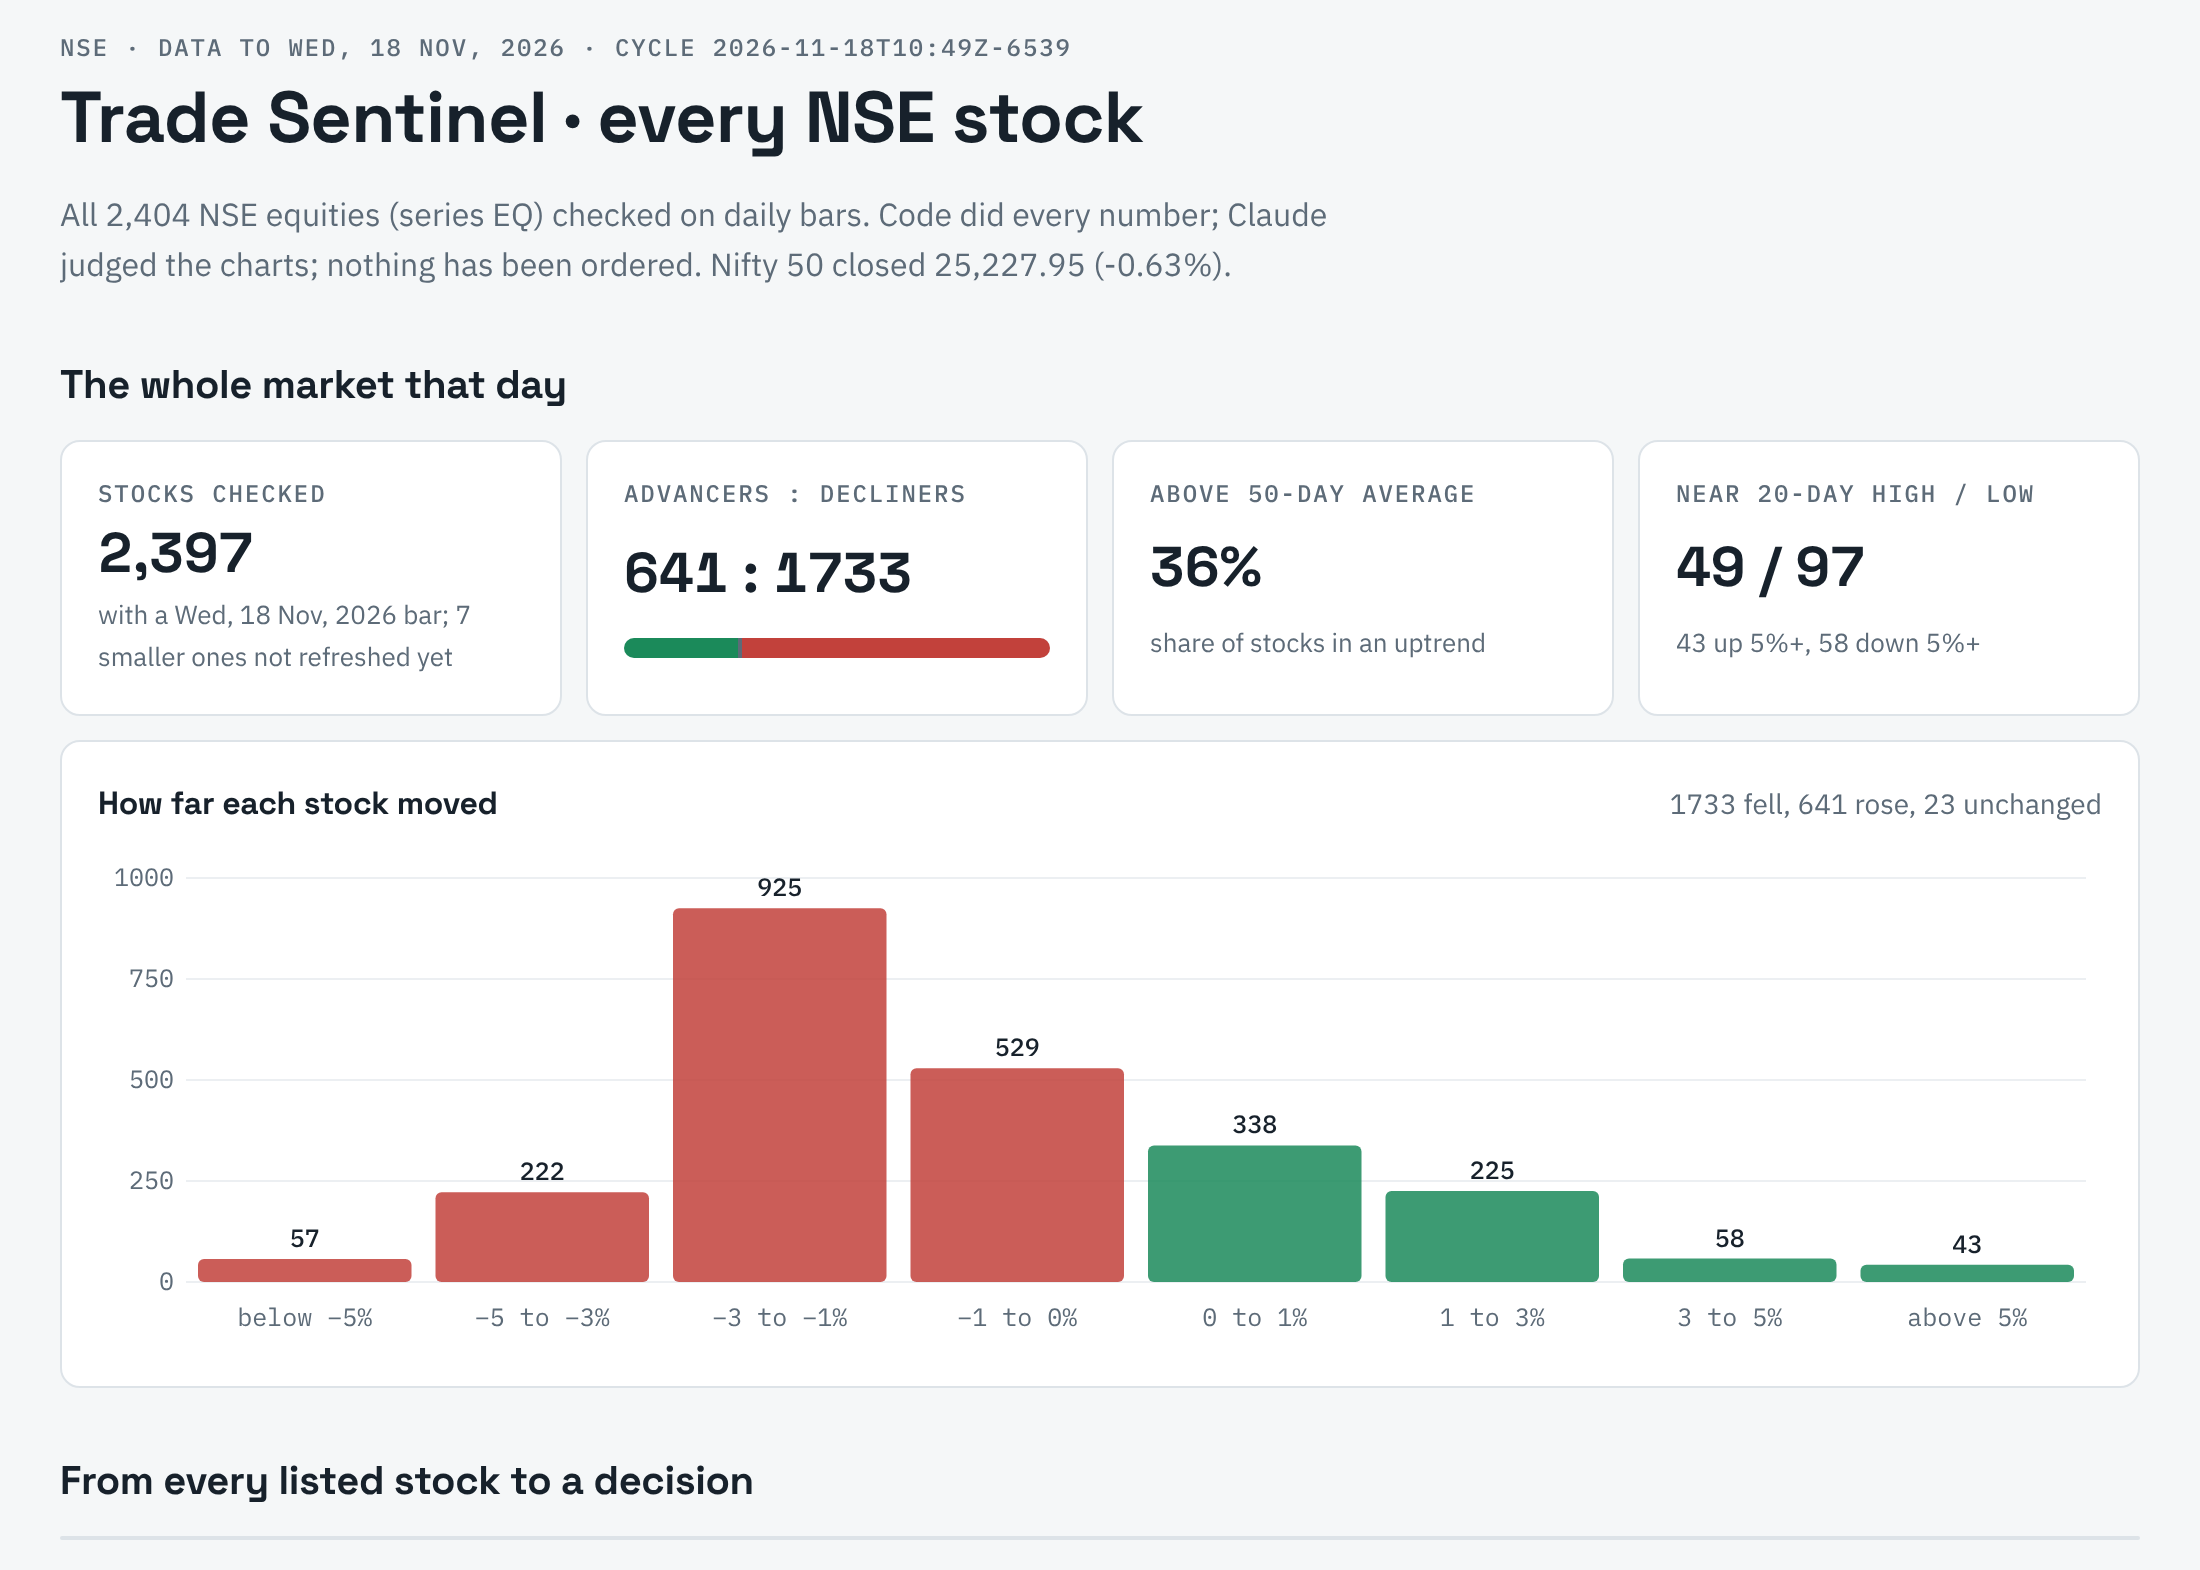 NSE · DATA TO WED, 18 NOV, 2026 · CYCLE 2026-11-18T10:49Z-6539
Trade Sentinel · every NSE stock
All 2,404 NSE equities (series EQ) checked on daily bars. Code did every number; Claude
judged the charts; nothing has been ordered. Nifty 50 closed 25,227.95 (-0.63%).
The whole market that day
STOCKS CHECKED
2,397
with a Wed, 18 Nov, 2026 bar; 7
smaller ones not refreshed yet
ADVANCERS : DECLINERS
641 : 1733
ABOVE 50-DAY AVERAGE
36%
share of stocks in an uptrend
NEAR 20-DAY HIGH / LOW
49 / 97
43 up 5%+, 58 down 5%+
How far each stock moved
1733 fell, 641 rose, 23 unchanged
1000
750
500
250
0
57
222
925
529
338
225
58
43
below −5%
−5 to −3%
−3 to −1%
−1 to 0%
0 to 1%
1 to 3%
3 to 5%
above 5%
From every listed stock to a decision